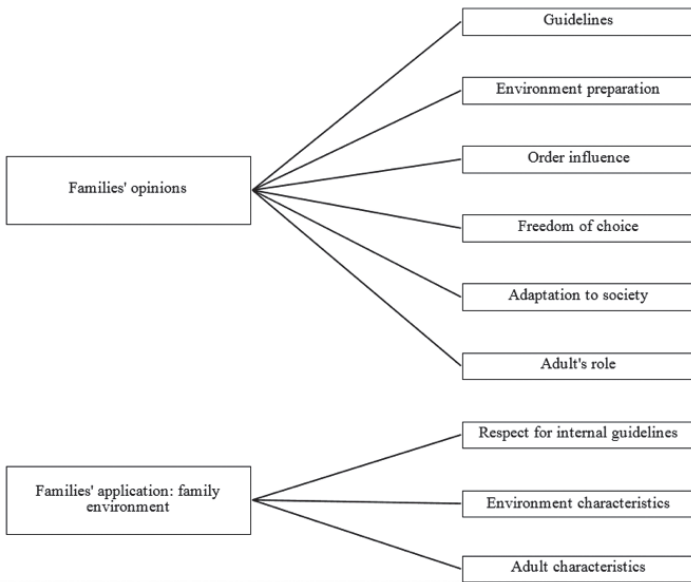 Families' opinions
Guidelines
Environment preparation
Order influence
Freedom of choice
Adaptation to society
Adult's role
Families' application: family
environment
Respect for internal guidelines
Environment characteristics
Adult characteristics